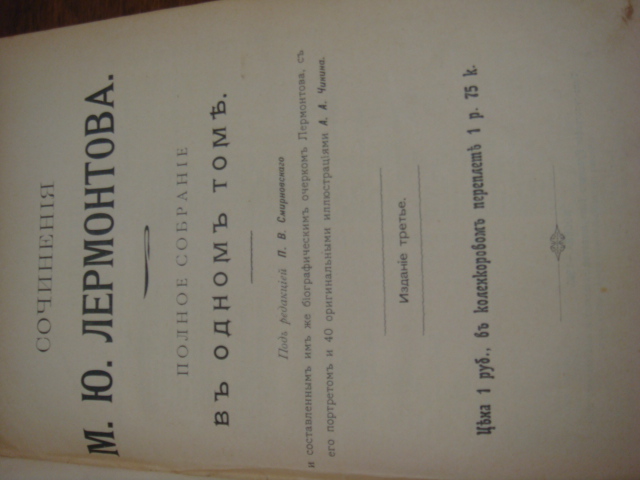 СОЧИНЕНІЯ
М. Ю. ЛЕРМОНТОВА.
ПОЛНОЕ СОБРАНІЕ
ВЪ ОДНОМЪ ТОМѢ.
Подъ редакціей П. В. Смирновскаго
и составленнымъ имъ же біографическимъ очеркомъ Лермонтова, съ
его портретомъ и 40 оригинальными иллюстраціями А. А. Чикина.
Изданіе третье.
Цѣна 1 руб., въ коленкоровомъ переплетѣ 1 р. 75 к.